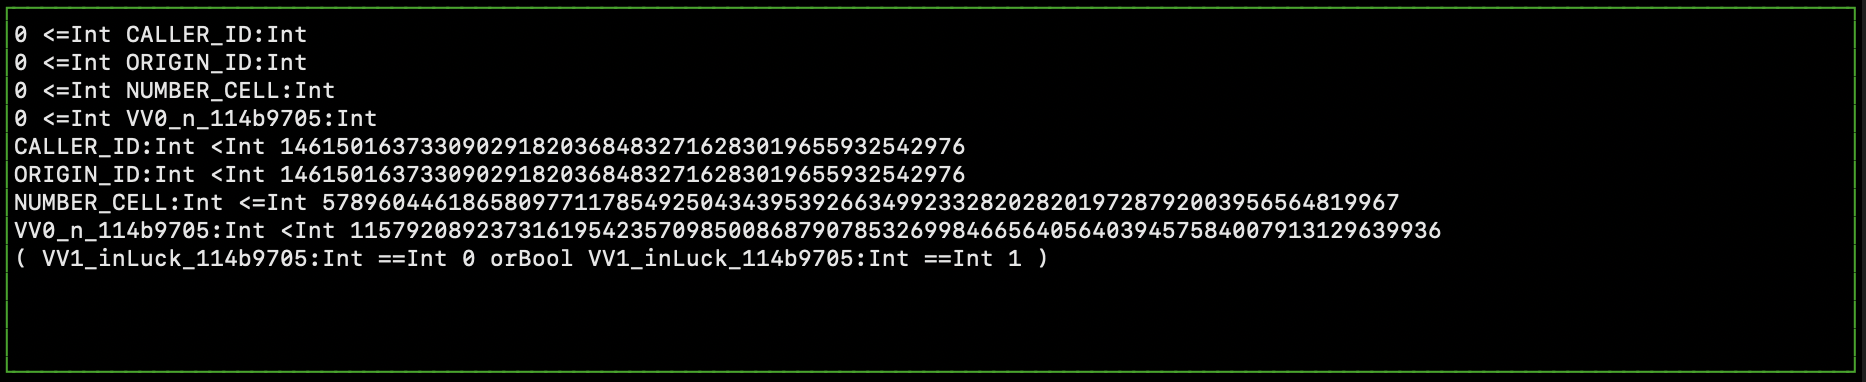 0 <=Int CALLER_ID:Int
0 <=Int ORIGIN_ID:Int
0 <=Int NUMBER_CELL:Int
0 <=Int VV0_n_114b9705:Int
CALLER_ID:Int <Int 1461501637330902918203684832716283019655932542976
ORIGIN_ID:Int <Int 1461501637330902918203684832716283019655932542976
NUMBER_CELL:Int <=Int 57896044618658097711785492504343953926634992332820282019728792003956564819967
VV0_n_114b9705:Int <Int 115792089237316195423570985008687907853269984665640564039457584007913129639936
( VV1_inLuck_114b9705:Int ==Int 0 orBool VV1_inLuck_114b9705:Int ==Int 1 )